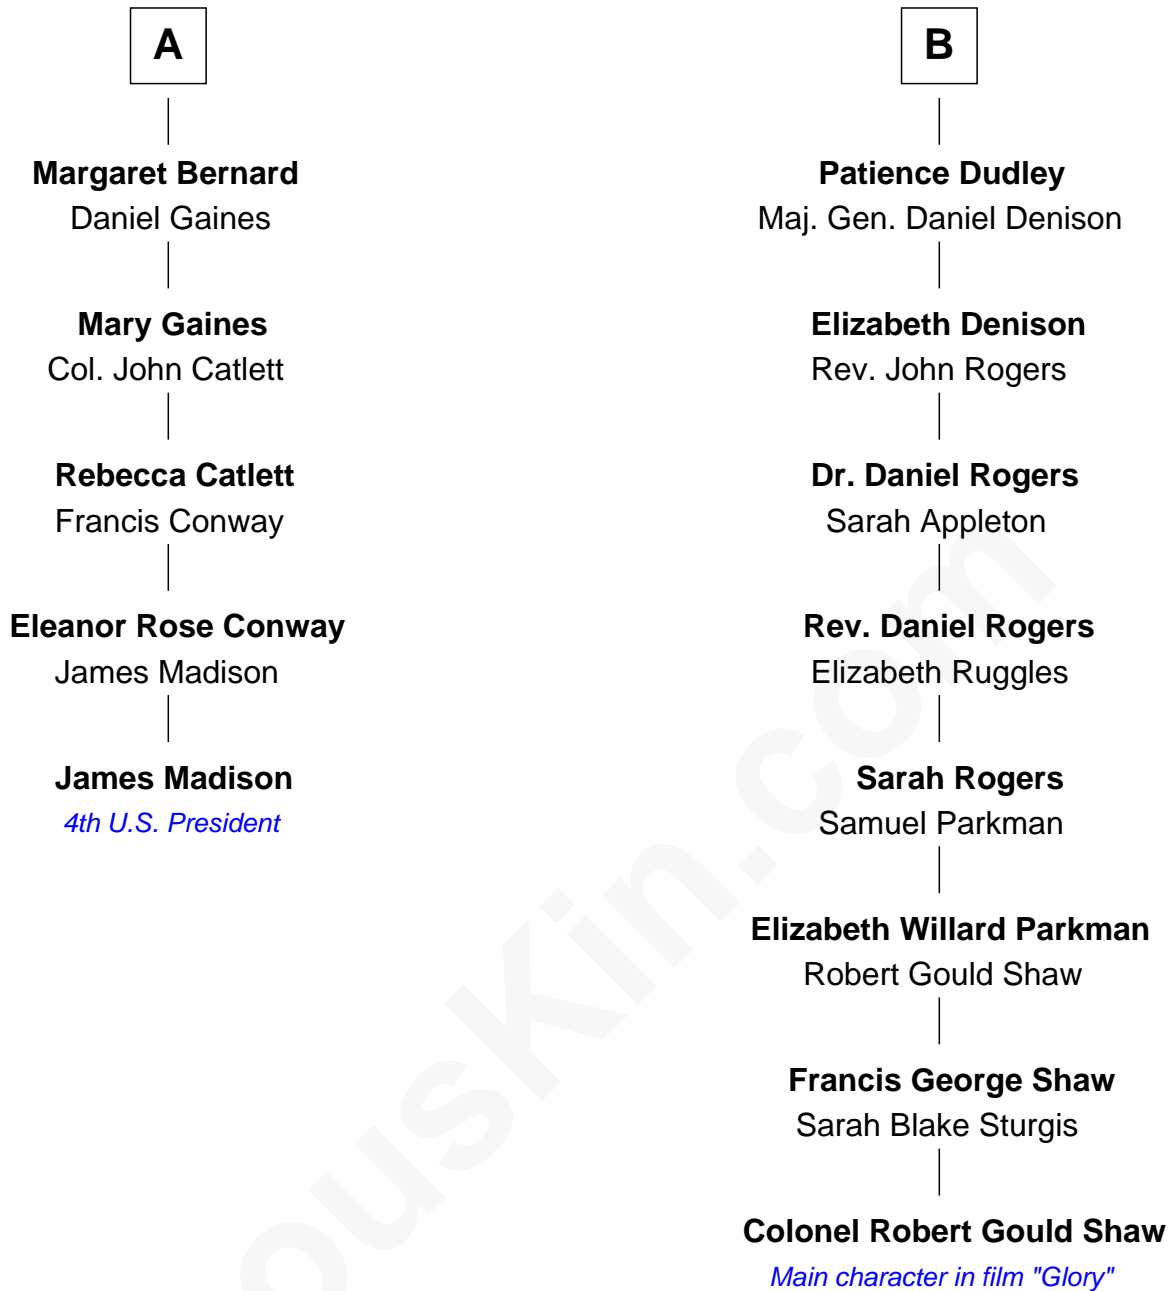 A
Margaret Bernard
Daniel Gaines
Mary Gaines
Col. John Catlett
Rebecca Catlett
Francis Conway
Eleanor Rose Conway
James Madison
James Madison
4th U.S. President
B
Patience Dudley
Maj. Gen. Daniel Denison
Elizabeth Denison
Rev. John Rogers
Dr. Daniel Rogers
Sarah Appleton
Rev. Daniel Rogers
Elizabeth Ruggles
Sarah Rogers
Samuel Parkman
Elizabeth Willard Parkman
Robert Gould Shaw
Francis George Shaw
Sarah Blake Sturgis
Colonel Robert Gould Shaw
Main character in film "Glory"
ousKin.com